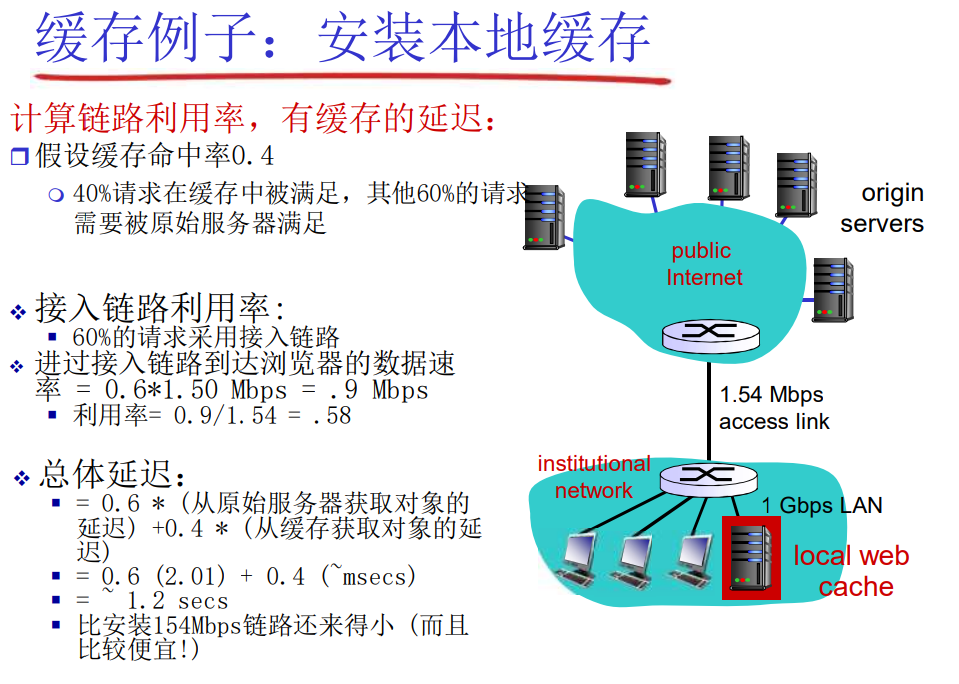 缓存例子：安装本地缓存
计算链路利用率，有缓存的延迟：
假设缓存命中率0.4
40%请求在缓存中被满足，其他60%的请求
需要被原始服务器满足
接入链路利用率：
60%的请求采用接入链路
进过接入链路到达浏览器的数据速
率 = 0.6*1.50 Mbps = .9 Mbps
利用率= 0.9/1.54 = .58
总体延迟：
= 0.6 * (从原始服务器获取对象的
延迟) +0.4 * (从缓存获取对象的延
迟)
= 0.6 (2.01) + 0.4 (~msecs)
= ~ 1.2 secs
比安装154Mbps链路还来得小 (而且
比较便宜!)
origin
servers
public
Internet
1.54 Mbps
access link
institutional
network
1 Gbps LAN
local web
cache